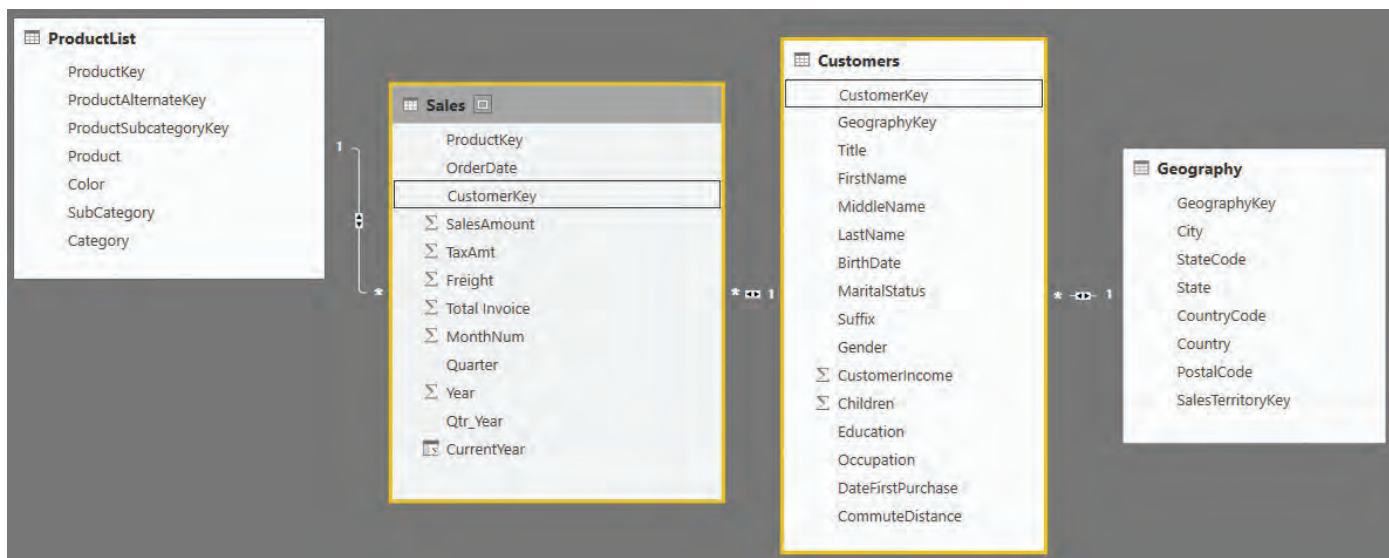 ProductList
ProductKey
ProductAlternateKey
ProductSubcategoryKey
Product
Color
SubCategory
Category
1
*
Sales
ProductKey
OrderDate
CustomerKey
Σ SalesAmount
Σ TaxAmt
Σ Freight
Σ Total Invoice
Σ MonthNum
Quarter
Σ Year
Qtr_Year
CurrentYear
* 1
Customers
CustomerKey
GeographyKey
Title
FirstName
MiddleName
LastName
BirthDate
MaritalStatus
Suffix
Gender
Σ CustomerIncome
Σ Children
Education
Occupation
DateFirstPurchase
CommuteDistance
* 1
Geography
GeographyKey
City
StateCode
State
CountryCode
Country
PostalCode
SalesTerritoryKey